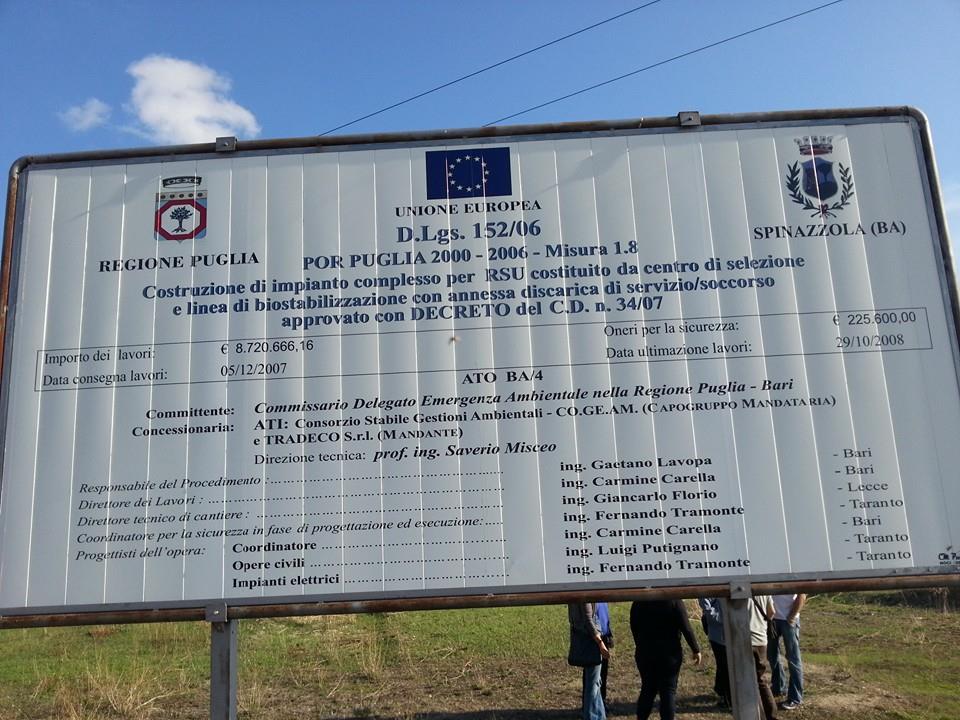 UNIONE EUROPEA
REGIONE PUGLIA
SPINAZZOLA (BA)
D.Lgs. 152/06
POR PUGLIA 2000 - 2006 - Misura 1.8
Costruzione di impianto complesso per RSU costituito da centro di selezione
e linea di biostabilizzazione con annessa discarica di servizio/soccorso
approvato con DECRETO del C.D. n. 34/07
Importo dei lavori: € 8.720.666,16 Oneri per la sicurezza: € 225.600,00
Data consegna lavori: 05/12/2007 Data ultimazione lavori: 29/10/2008
ATO BA/4
Committente: Commissario Delegato Emergenza Ambientale nella Regione Puglia - Bari
Concessionaria: ATI: Consorzio Stabile Gestioni Ambientali - CO.GE.AM. (CAPOGRUPPO MANDATARIA)
e TRADECO S.r.l. (MANDANTE)
Direzione tecnica: prof. ing. Saverio Misceo
Responsabile del Procedimento : ing. Gaetano Lavopa - Bari
Direttore dei Lavori : ing. Carmine Carella - Bari
Direttore tecnico di cantiere : ing. Giancarlo Florio - Lecce
Coordinatore per la sicurezza in fase di progettazione ed esecuzione: ing. Fernando Tramonte - Taranto
Progettisti dell'opera: Coordinatore ing. Carmine Carella - Bari
Opere civili ing. Luigi Putignano - Taranto
Impianti elettrici ing. Fernando Tramonte - Taranto